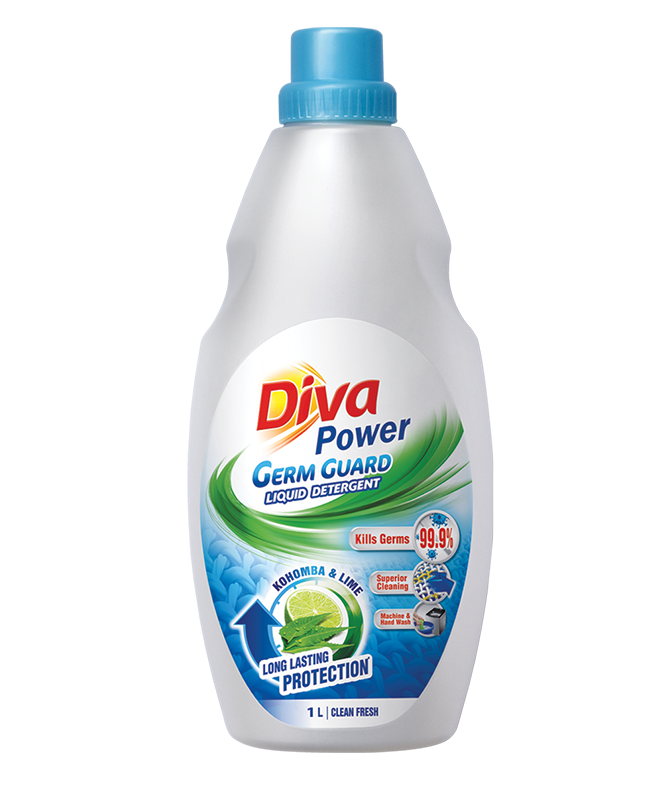 Diva
Power
GERM GUARD
LIQUID DETERGENT
Kills Germs 99.9%
KOHOMBA & LIME
Superior
Cleaning
Machine &
Hand Wash
LONG LASTING
PROTECTION
1 L | CLEAN FRESH